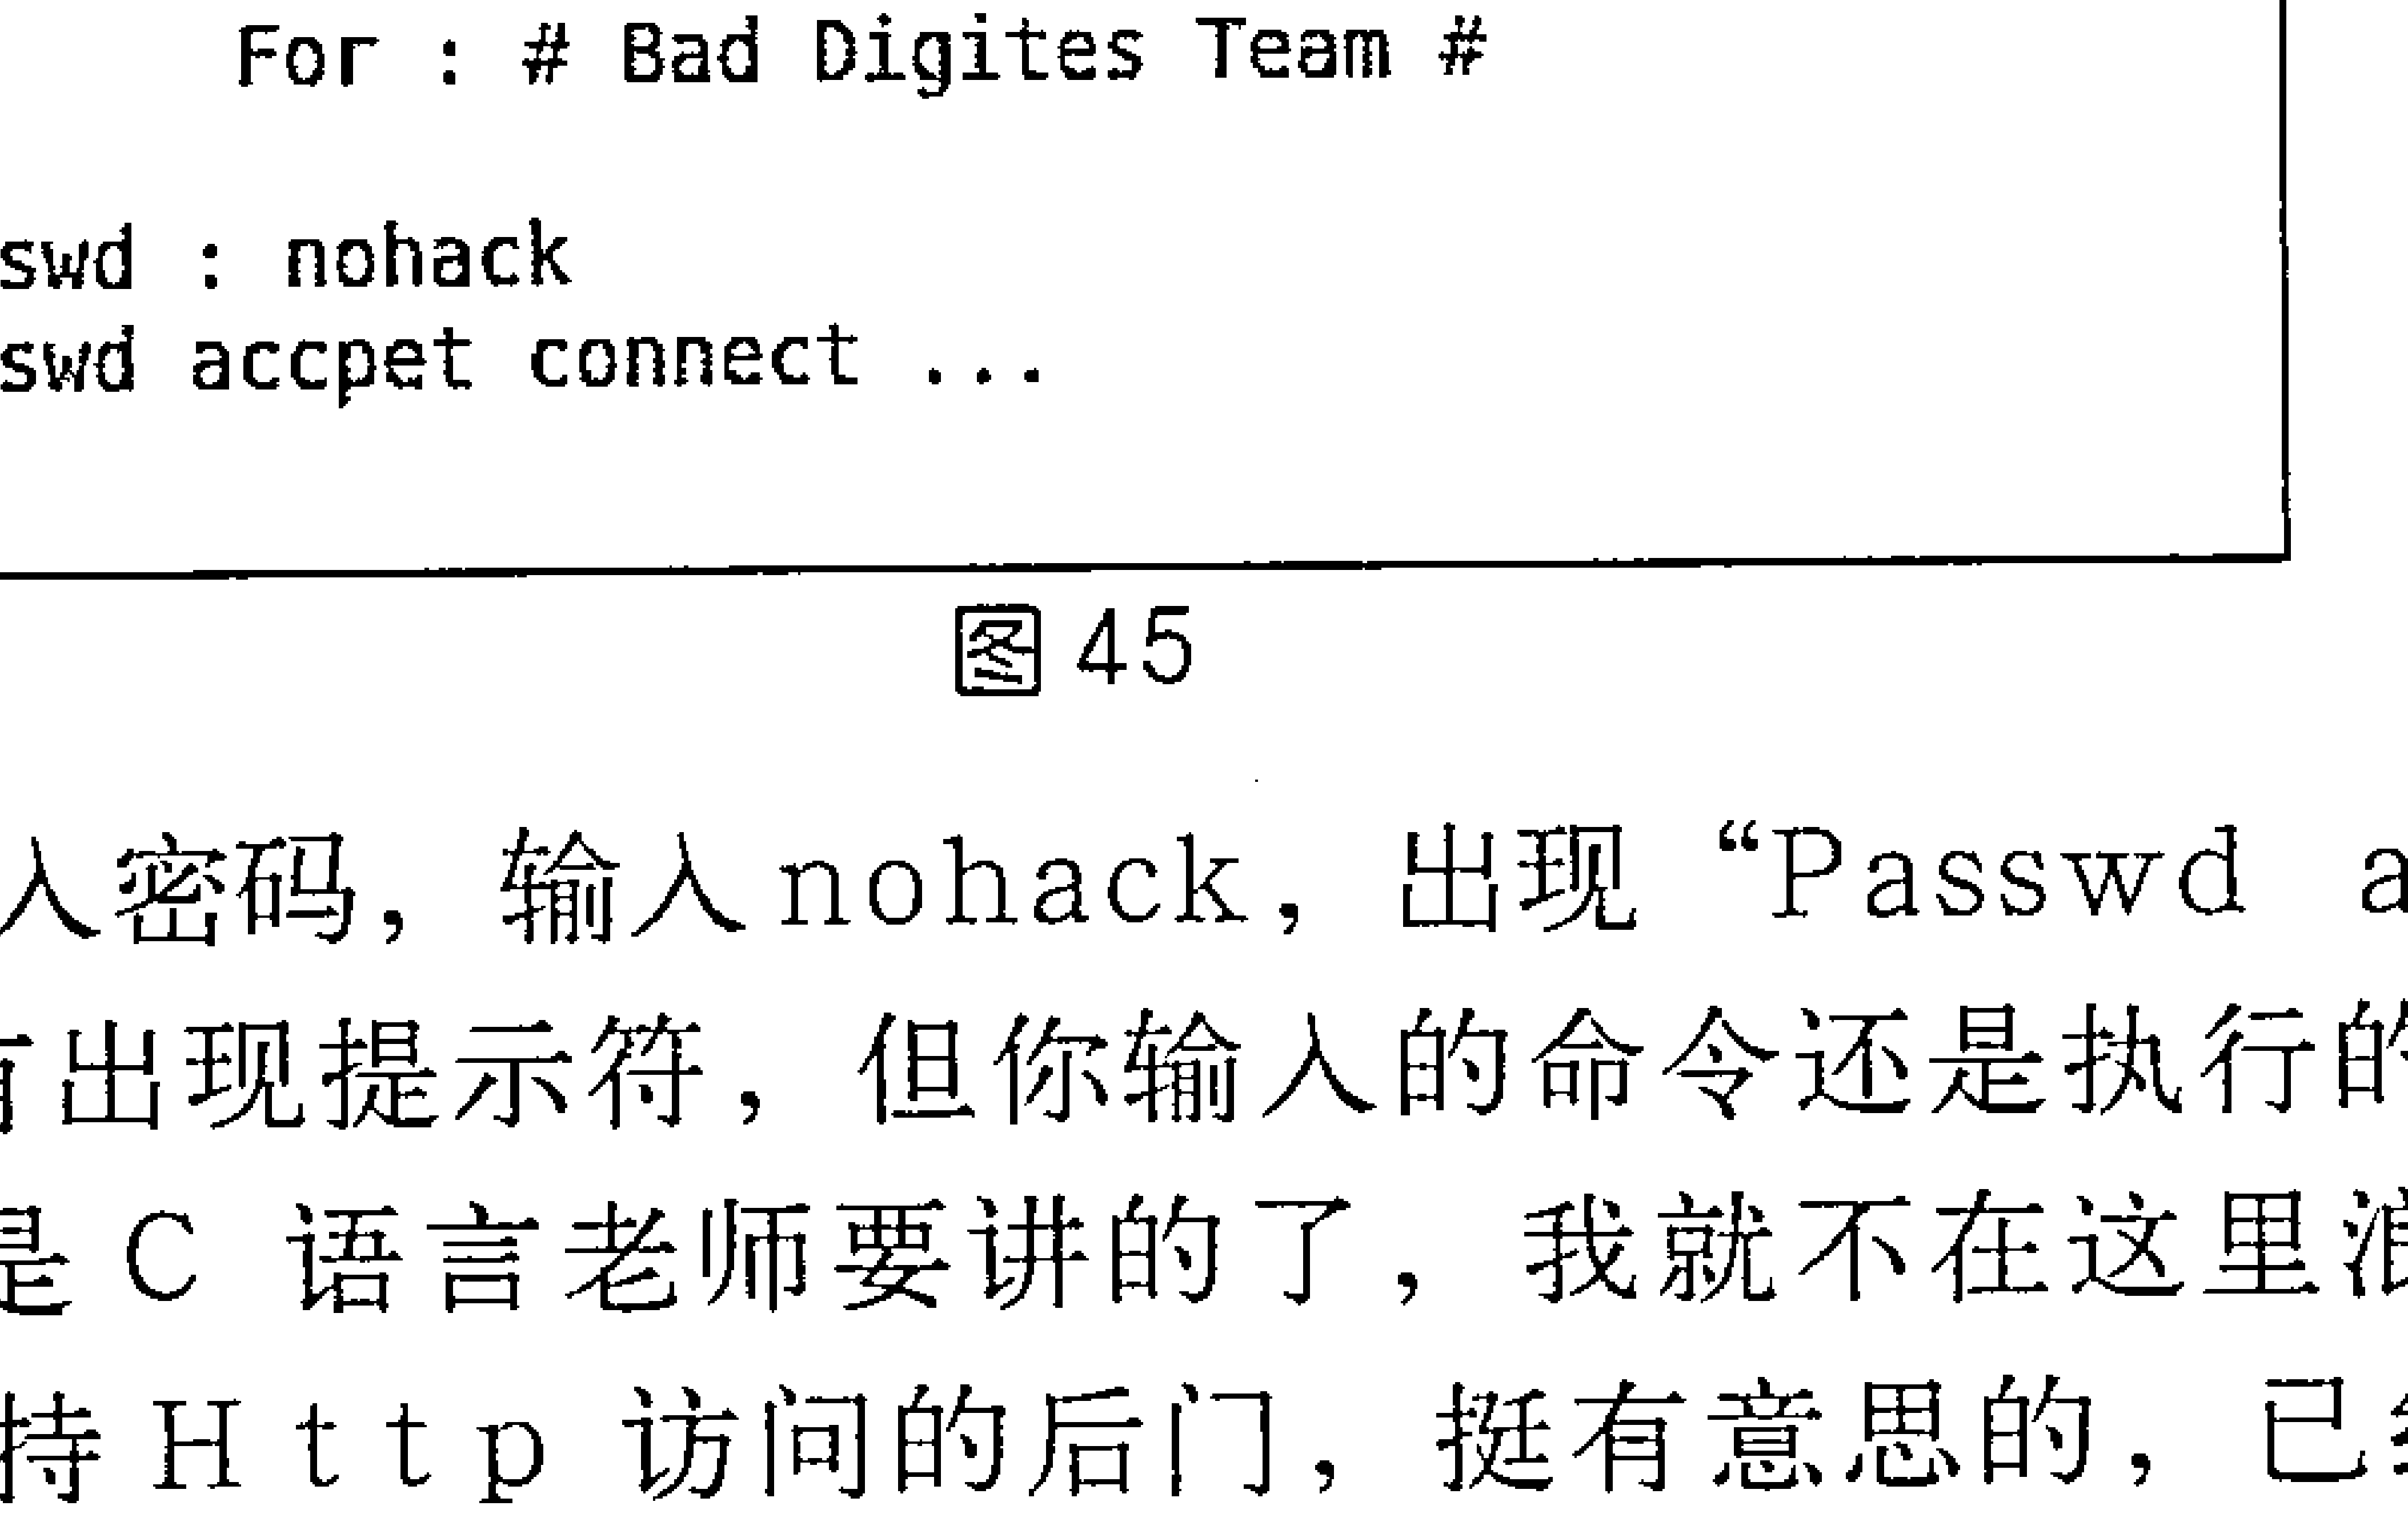 For : # Bad Digites Team #
swd : nohack
swd accpet connect ...
图 45
入密码，输入nohack，出现“Passwd a
出现提示符，但你输入的命令还是执行的
是 C 语言老师要讲的了，我就不在这里浪
持 Http 访问的后门，挺有意思的，已